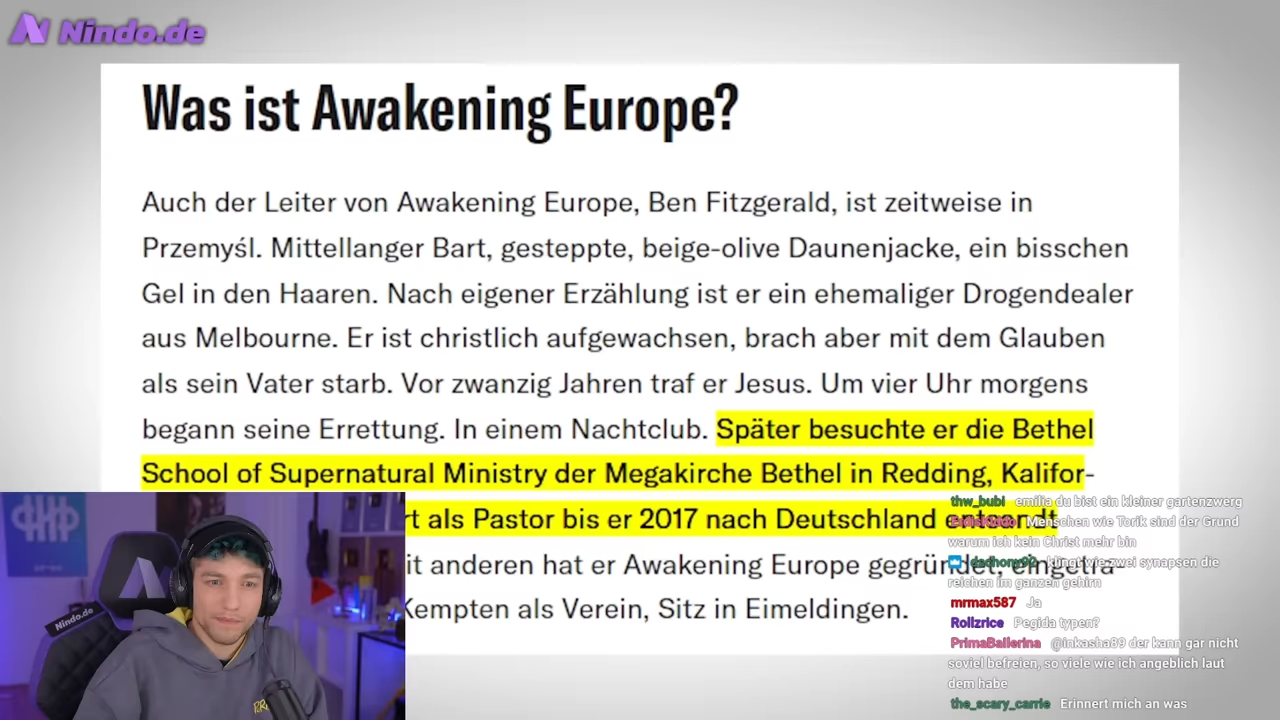 Nindo.de
Was ist Awakening Europe?
Auch der Leiter von Awakening Europe, Ben Fitzgerald, ist zeitweise in
Przemyśl. Mittellanger Bart, gesteppte, beige-olive Daunenjacke, ein bisschen
Gel in den Haaren. Nach eigener Erzählung ist er ein ehemaliger Drogendealer
aus Melbourne. Er ist christlich aufgewachsen, brach aber mit dem Glauben
als sein Vater starb. Vor zwanzig Jahren traf er Jesus. Um vier Uhr morgens
begann seine Errettung. In einem Nachtclub. Später besuchte er die Bethel
School of Supernatural Ministry der Megakirche Bethel in Redding, Kalifor-
rt als Pastor bis er 2017 nach Deutschland
it anderen hat er Awakening Europe
Kempten als Verein, Sitz in Eimeldingen.
Nindo.de
thw_bubi emilia du bist ein kleiner gartenzwerg
Menschen wie Torik sind der Grund
warum ich kein Christ mehr bin
klingt wie zwei synapsen die
reichen im ganzen gehirn
mrmax587 Ja
Rollzrice Pegida typen?
PrimaBallerina @inkasha89 der kann gar nicht
soviel befreien, so viele wie ich angeblich laut
dem habe
the_scary_carrie Erinnert mich an was